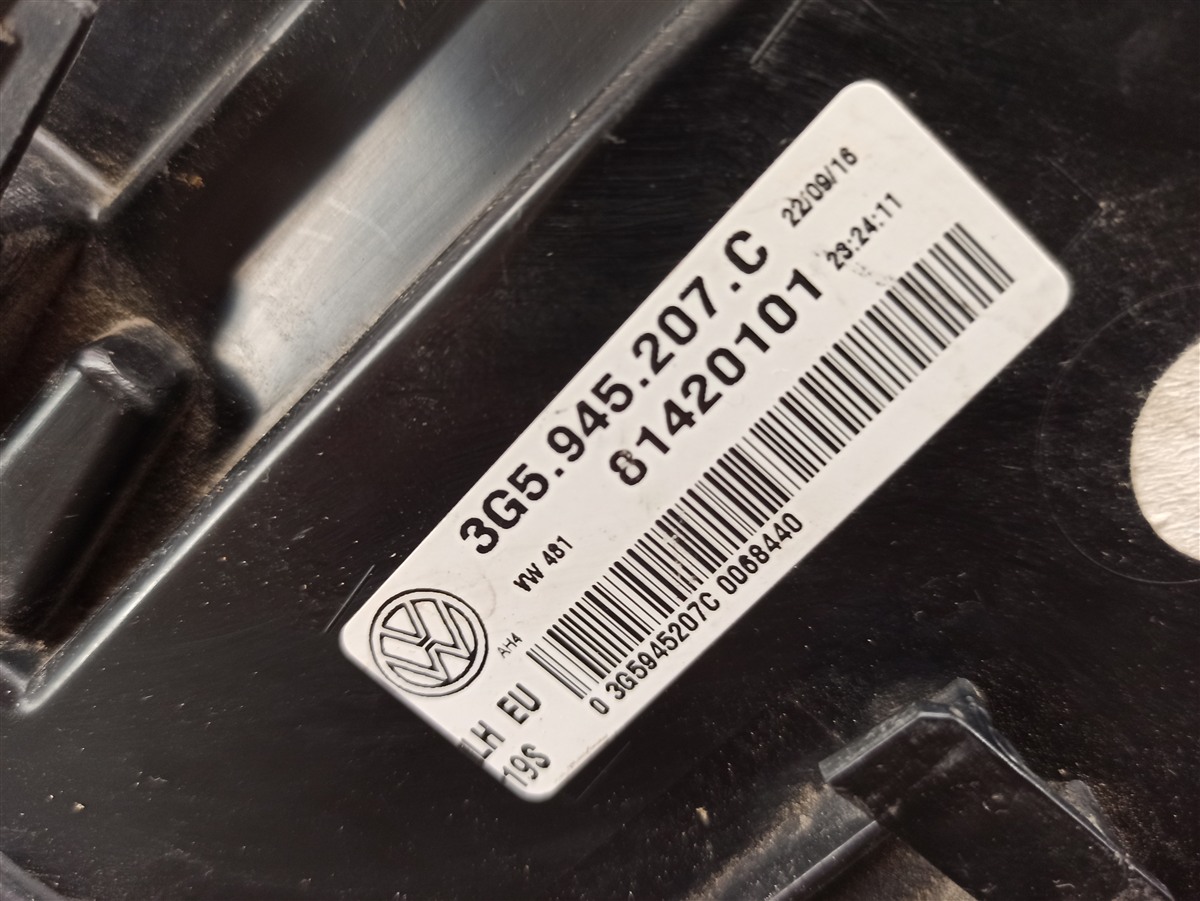 3G5.945.207.C 22/09/16
81420101 23:24:11
VW 481
AH4
0 3G5945207C 0068440
LH EU
19S